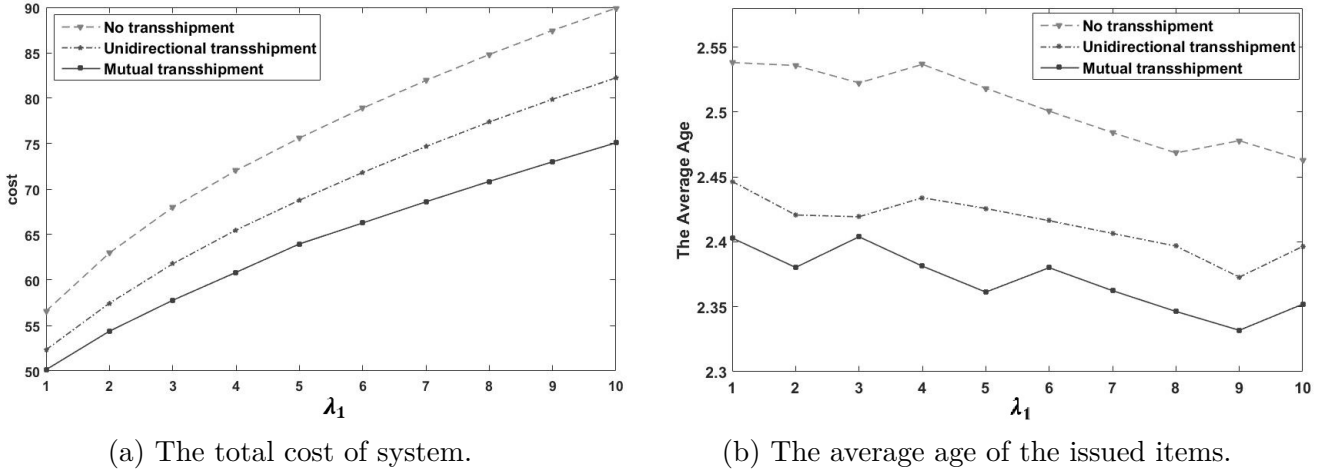 90
85
80
75
70
65
60
55
50
cost
No transshipment
Unidirectional transshipment
Mutual transshipment
1 2 3 4 5 6 7 8 9 10
λ1
(a) The total cost of system.
2.55
2.5
2.45
2.4
2.35
2.3
The Average Age
No transshipment
Unidirectional transshipment
Mutual transshipment
1 2 3 4 5 6 7 8 9 10
λ1
(b) The average age of the issued items.